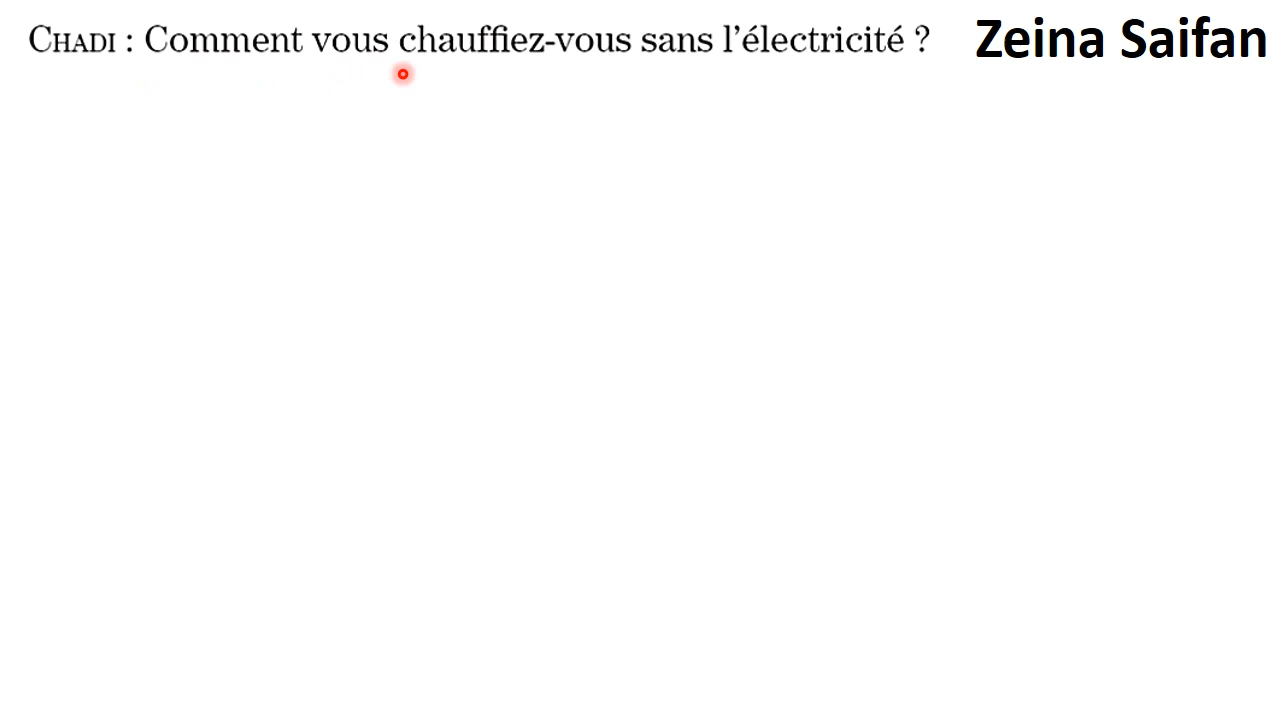 CHADI : Comment vous chauffiez-vous sans l’électricité ?
Zeina Saifan